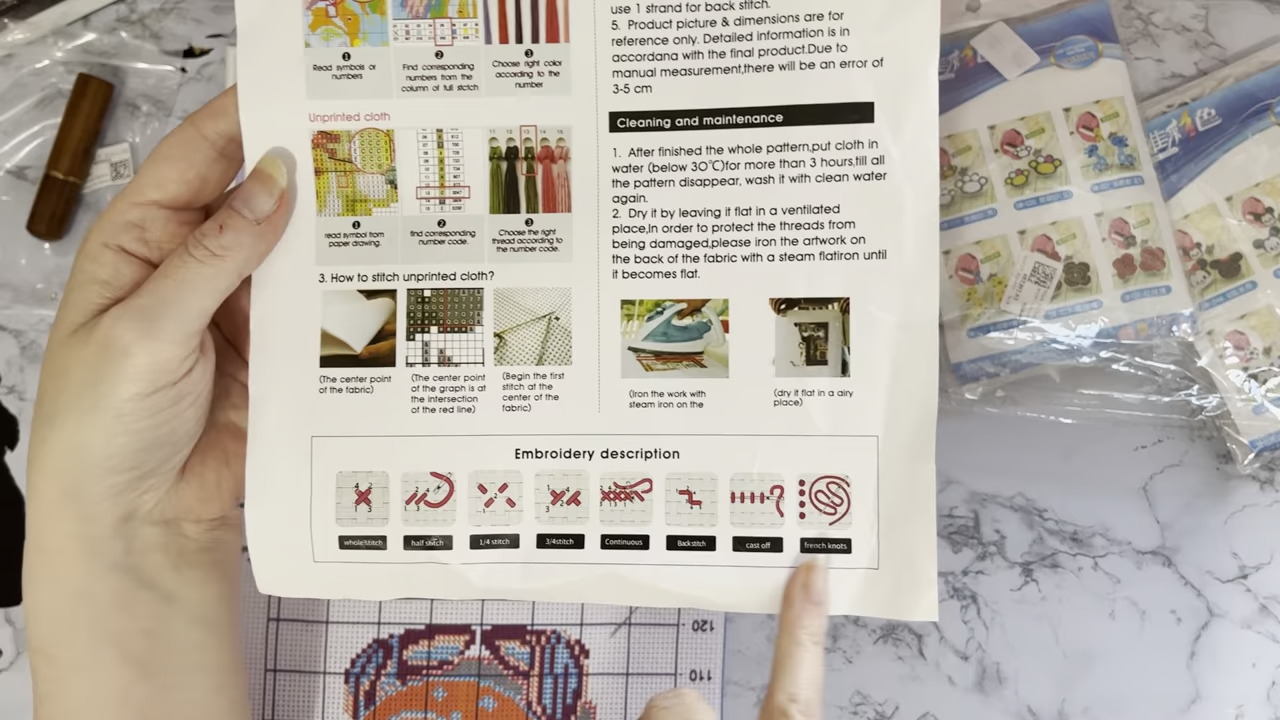 ❶
Read symbols or
numbers
❷
Find corresponding
numbers from the
column of full stctch
❸
Choose right color
according to the
number
Unprinted cloth
❶
read symbol from
paper drawing.
❷
find corresponding
number code.
❸
Choose the right
thread according to
the number code.
3. How to stitch unprinted cloth?
(The center point
of the fabric)
(The center point
of the graph is at
the intersection
of the red line)
(Begin the first
stitch at the
center of the
fabric)
use 1 strand for back stitch.
5. Product picture & dimensions are for
reference only. Detailed information is in
accordana with the final product.Due to
manual measurement,there will be an error of
3-5 cm
Cleaning and maintenance
1. After finished the whole pattern,put cloth in
water (below 30℃)for more than 3 hours,till all
the pattern disappear, wash it with clean water
again.
2. Dry it by leaving it flat in a ventilated
place,In order to protect the threads from
being damaged,please iron the artwork on
the back of the fabric with a steam flatiron until
it becomes flat.
(Iron the work with
steam iron on the
(dry it flat in a airy
place)
Embroidery description
whole stitch
half stitch
1/4 stitch
3/4stitch
Continuous
Backstitch
cast off
french knots
120
110